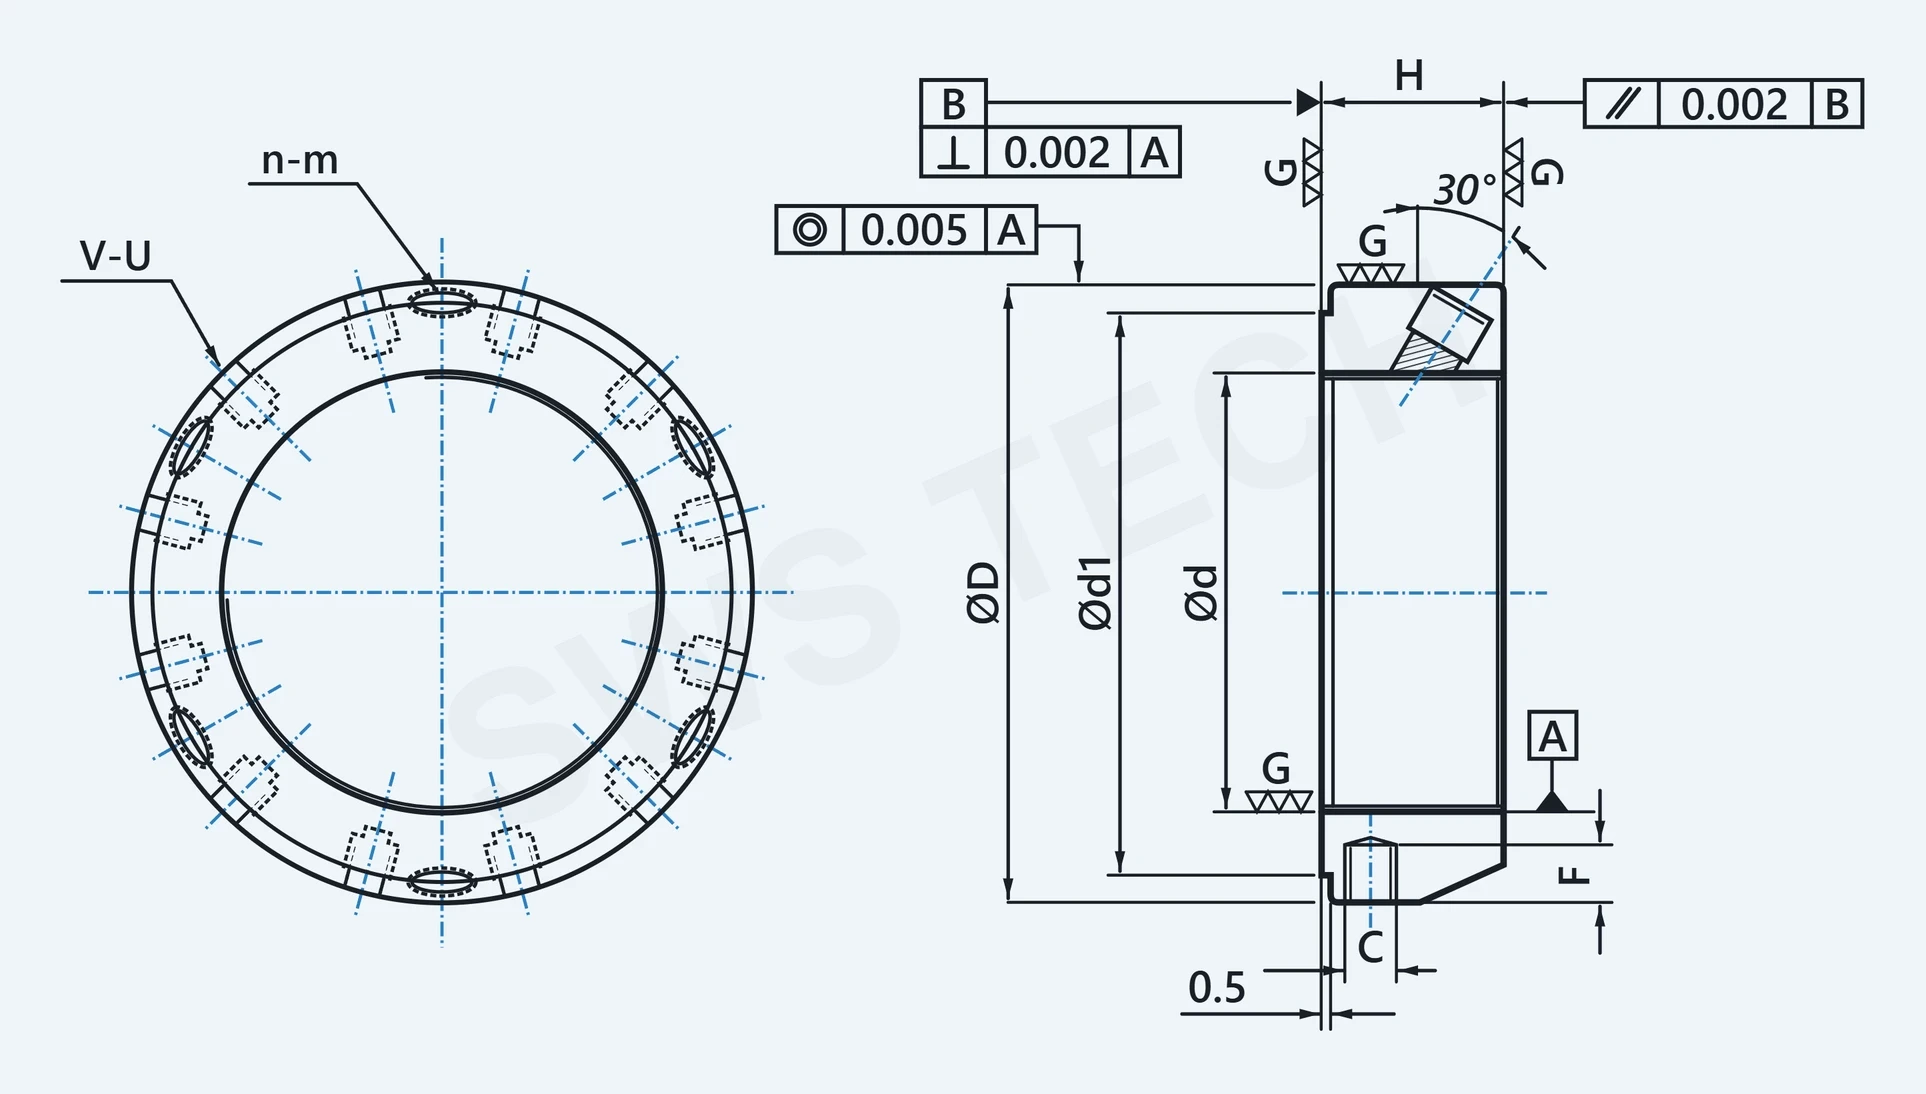 n-m
V-U
B
⊥ 0.002 A
◎ 0.005 A
H
// 0.002 B
G
G
30°
G
ØD
Ød1
Ød
G
A
F
C
0.5
SWS TECH